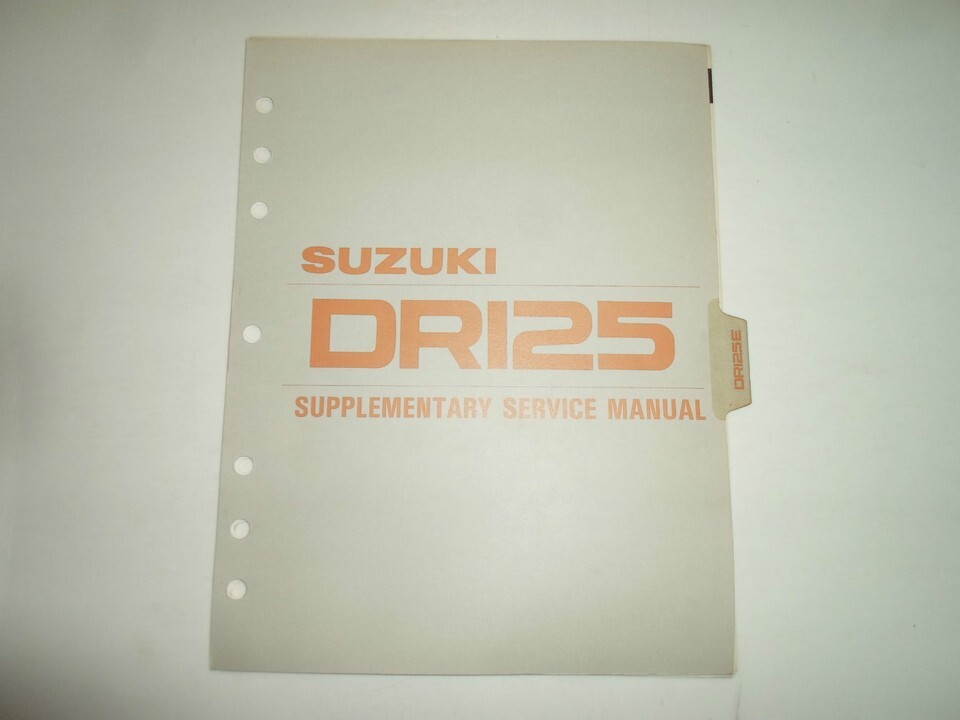 SUZUKI
DR125
SUPPLEMENTARY SERVICE MANUAL
DR125E